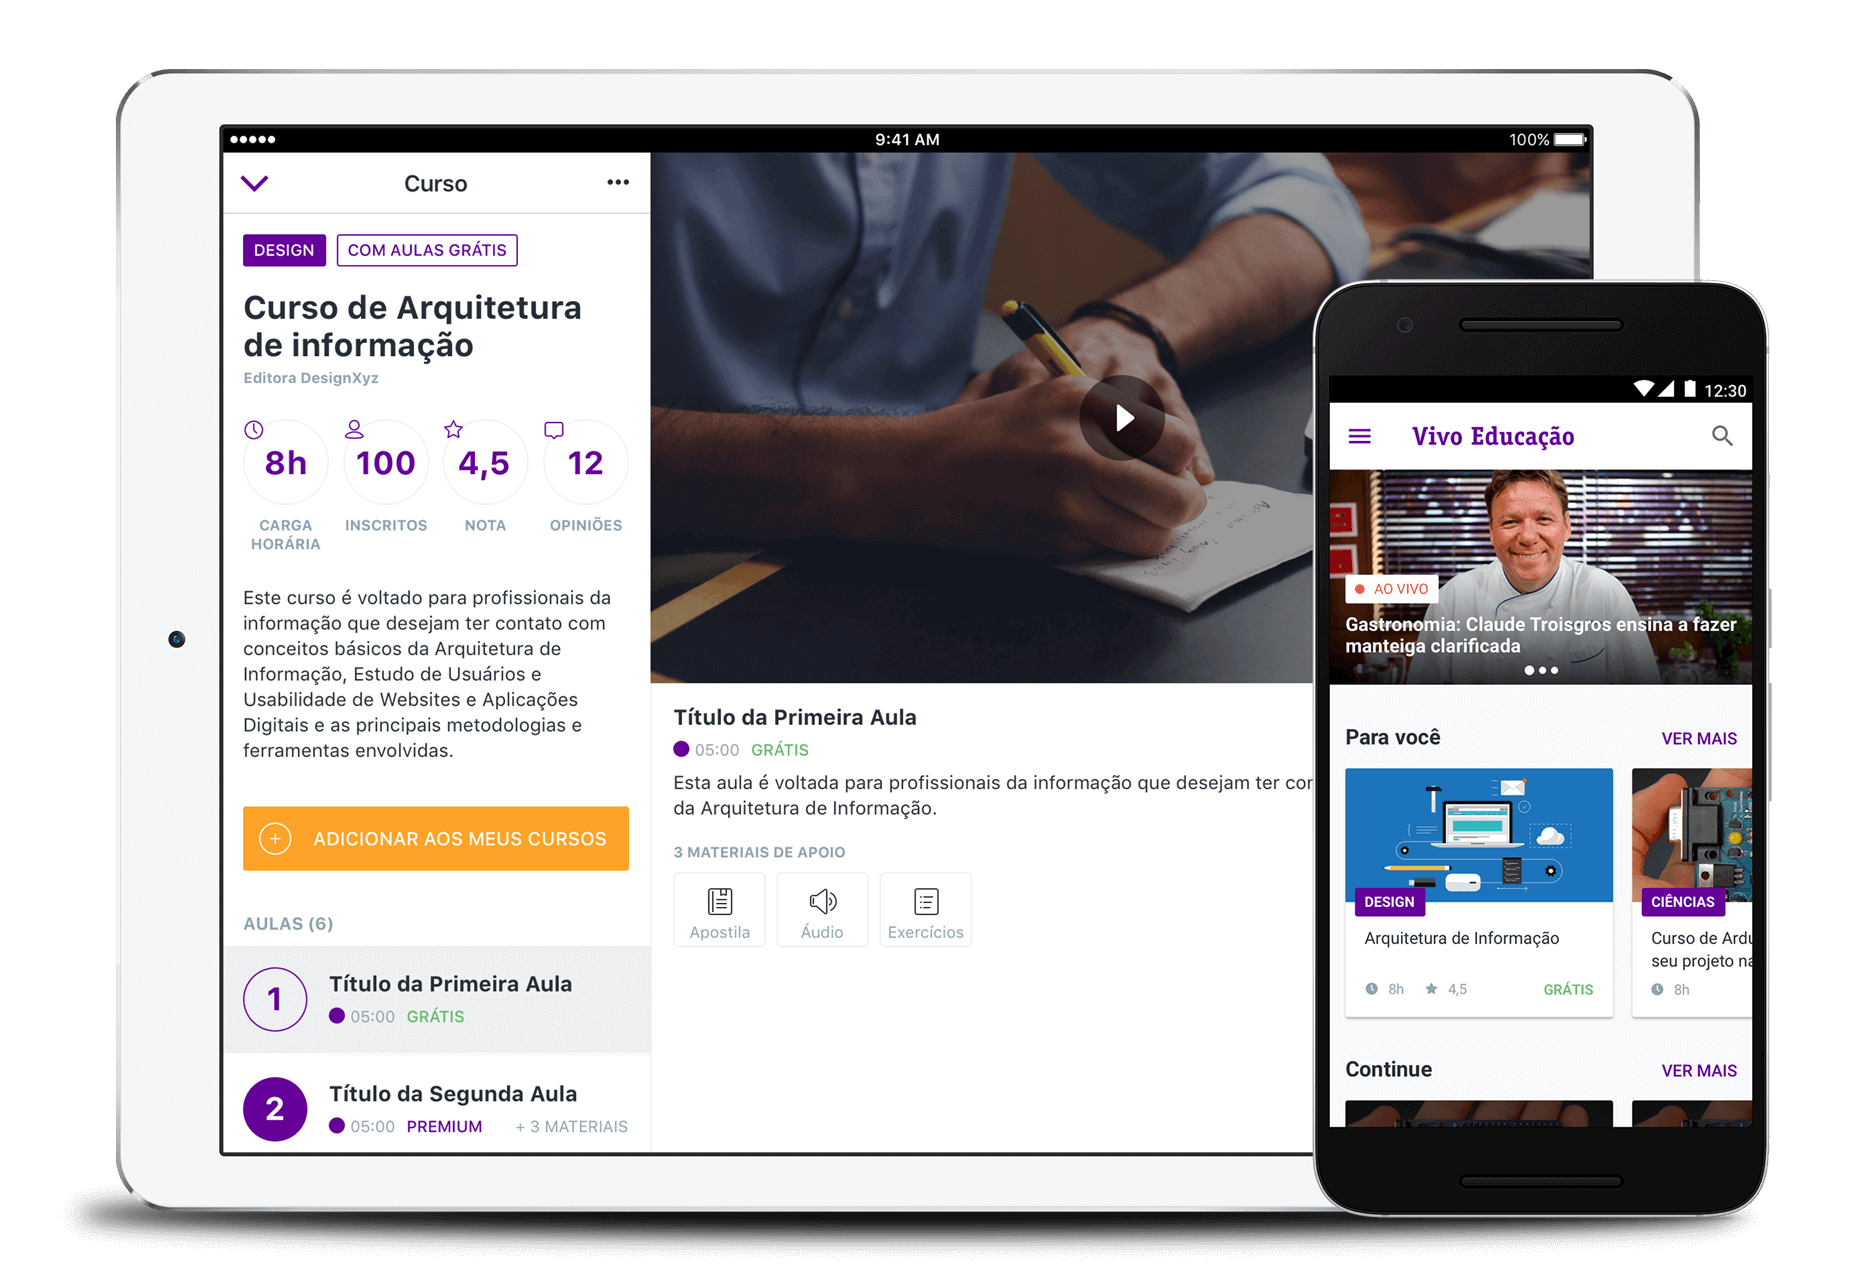 9:41 AM
100%
Curso
DESIGN
COM AULAS GRÁTIS
Curso de Arquitetura
de informação
Editora DesignXyz
8h
100
4,5
12
CARGA
HORÁRIA
INSCRITOS
NOTA
OPINIÕES
Este curso é voltado para profissionais da
informação que desejam ter contato com
conceitos básicos da Arquitetura de
Informação, Estudo de Usuários e
Usabilidade de Websites e Aplicações
Digitais e as principais metodologias e
ferramentas envolvidas.
ADICIONAR AOS MEUS CURSOS
AULAS (6)
1
Título da Primeira Aula
05:00 GRÁTIS
2
Título da Segunda Aula
05:00 PREMIUM + 3 MATERIAIS
Título da Primeira Aula
05:00 GRÁTIS
Esta aula é voltada para profissionais da informação que desejam ter
da Arquitetura de Informação.
3 MATERIAIS DE APOIO
Apostila
Áudio
Exercícios
12:30
Vivo Educação
AO VIVO
Gastronomia: Claude Troisgros ensina a fazer
manteiga clarificada
Para você
VER MAIS
DESIGN
Arquitetura de Informação
8h 4,5 GRÁTIS
CIÊNCIAS
Curso de Ardu
seu projeto na
8h
Continue
VER MAIS